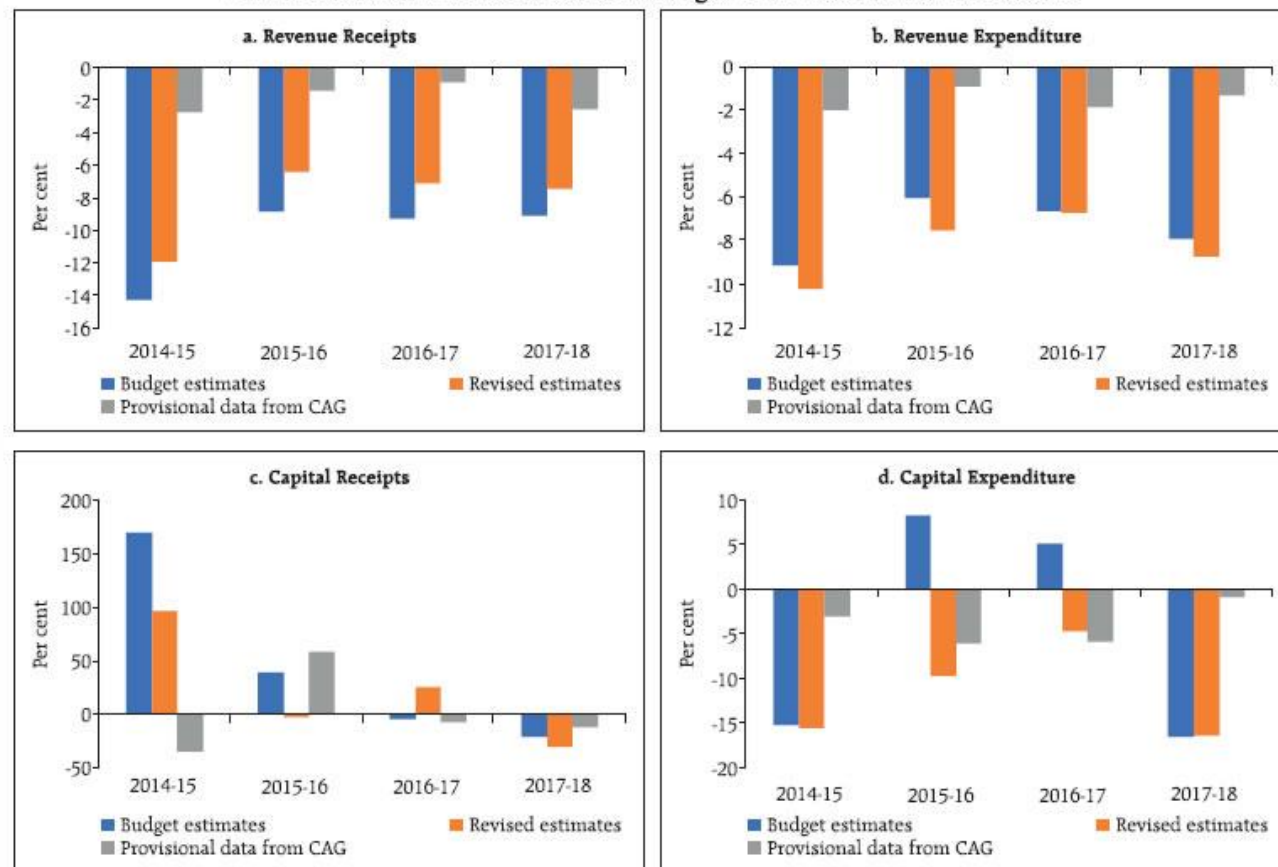 a. Revenue Receipts
Per cent
0
-2
-4
-6
-8
-10
-12
-14
-16
2014-15 2015-16 2016-17 2017-18
Budget estimates Revised estimates
Provisional data from CAG
b. Revenue Expenditure
Per cent
0
-2
-4
-6
-8
-10
-12
2014-15 2015-16 2016-17 2017-18
Budget estimates Revised estimates
Provisional data from CAG
c. Capital Receipts
Per cent
200
150
100
50
0
-50
2014-15 2015-16 2016-17 2017-18
Budget estimates Revised estimates
Provisional data from CAG
d. Capital Expenditure
Per cent
10
5
0
-5
-10
-15
-20
2014-15 2015-16 2016-17 2017-18
Budget estimates Revised estimates
Provisional data from CAG